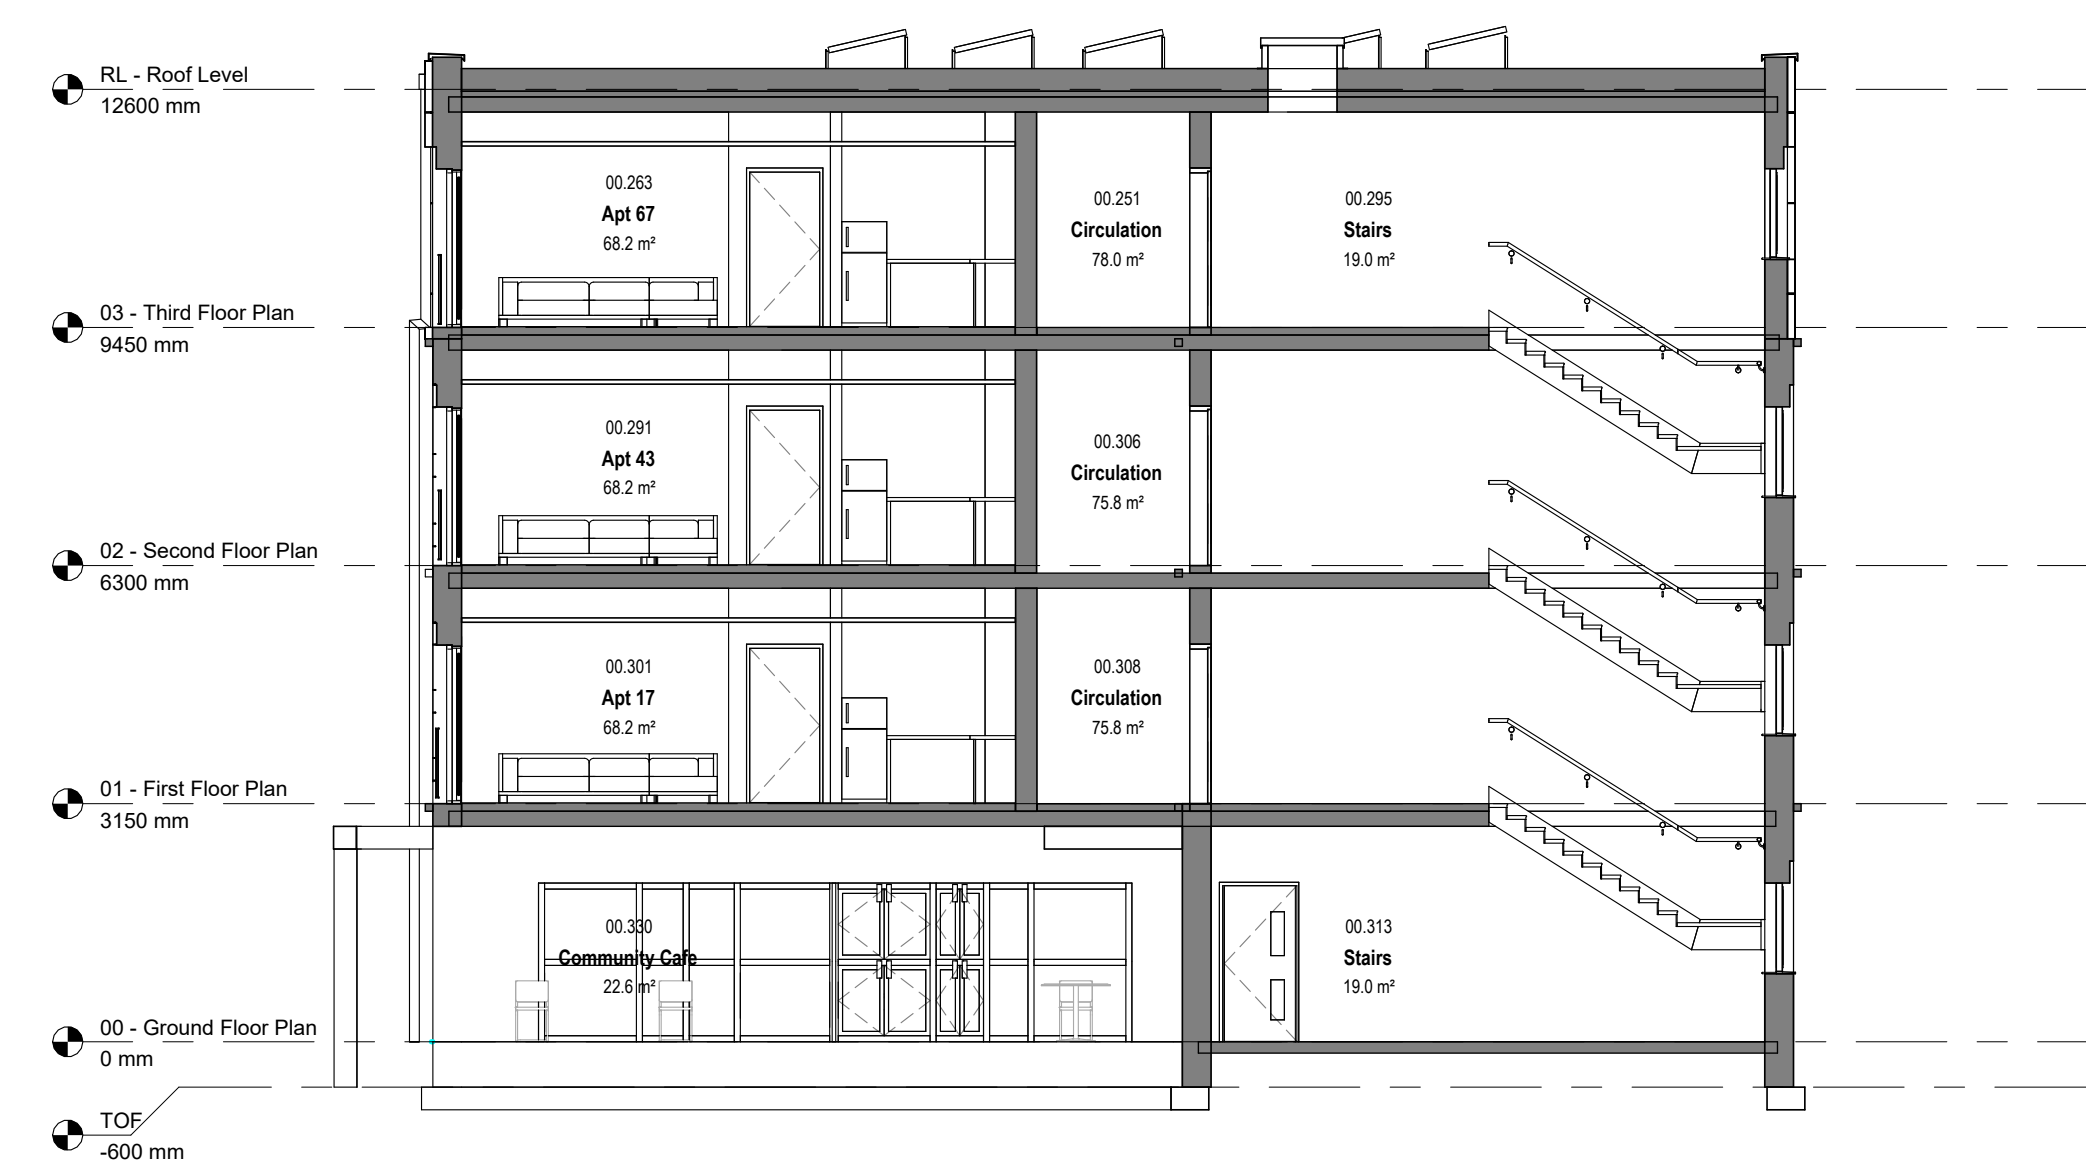 RL - Roof Level
12600 mm
00.263
Apt 67
68.2 m²
00.251
Circulation
78.0 m²
00.295
Stairs
19.0 m²
03 - Third Floor Plan
9450 mm
00.291
Apt 43
68.2 m²
00.306
Circulation
75.8 m²
02 - Second Floor Plan
6300 mm
00.301
Apt 17
68.2 m²
00.308
Circulation
75.8 m²
01 - First Floor Plan
3150 mm
00.330
Community Cafe
22.6 m²
00.313
Stairs
19.0 m²
00 - Ground Floor Plan
0 mm
TOF
-600 mm